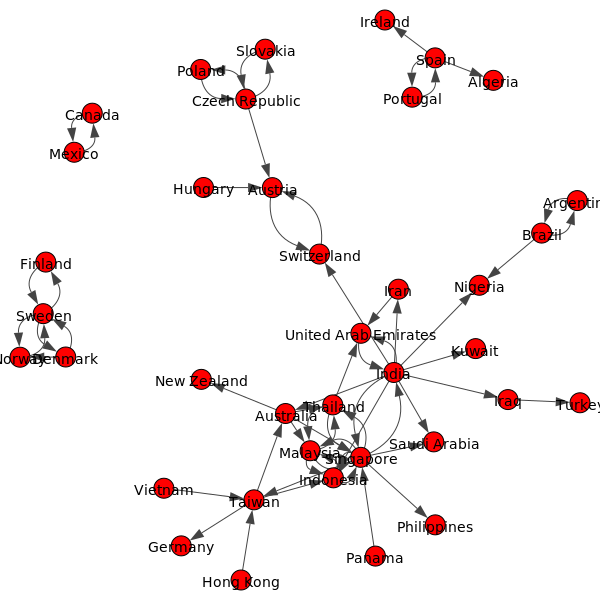 Ireland
Slovakia
Spain
Poland
Algeria
Czech Republic
Portugal
Canada
Mexico
Hungary
Austria
Argentin
Brazil
Switzerland
Finland
Iran
Nigeria
Sweden
United Arab Emirates
Norway
Denmark
Kuwait
India
New Zealand
Iraq
Turkey
Thailand
Australia
Saudi Arabia
Malaysia
Singapore
Indonesia
Vietnam
Taiwan
Philippines
Germany
Panama
Hong Kong